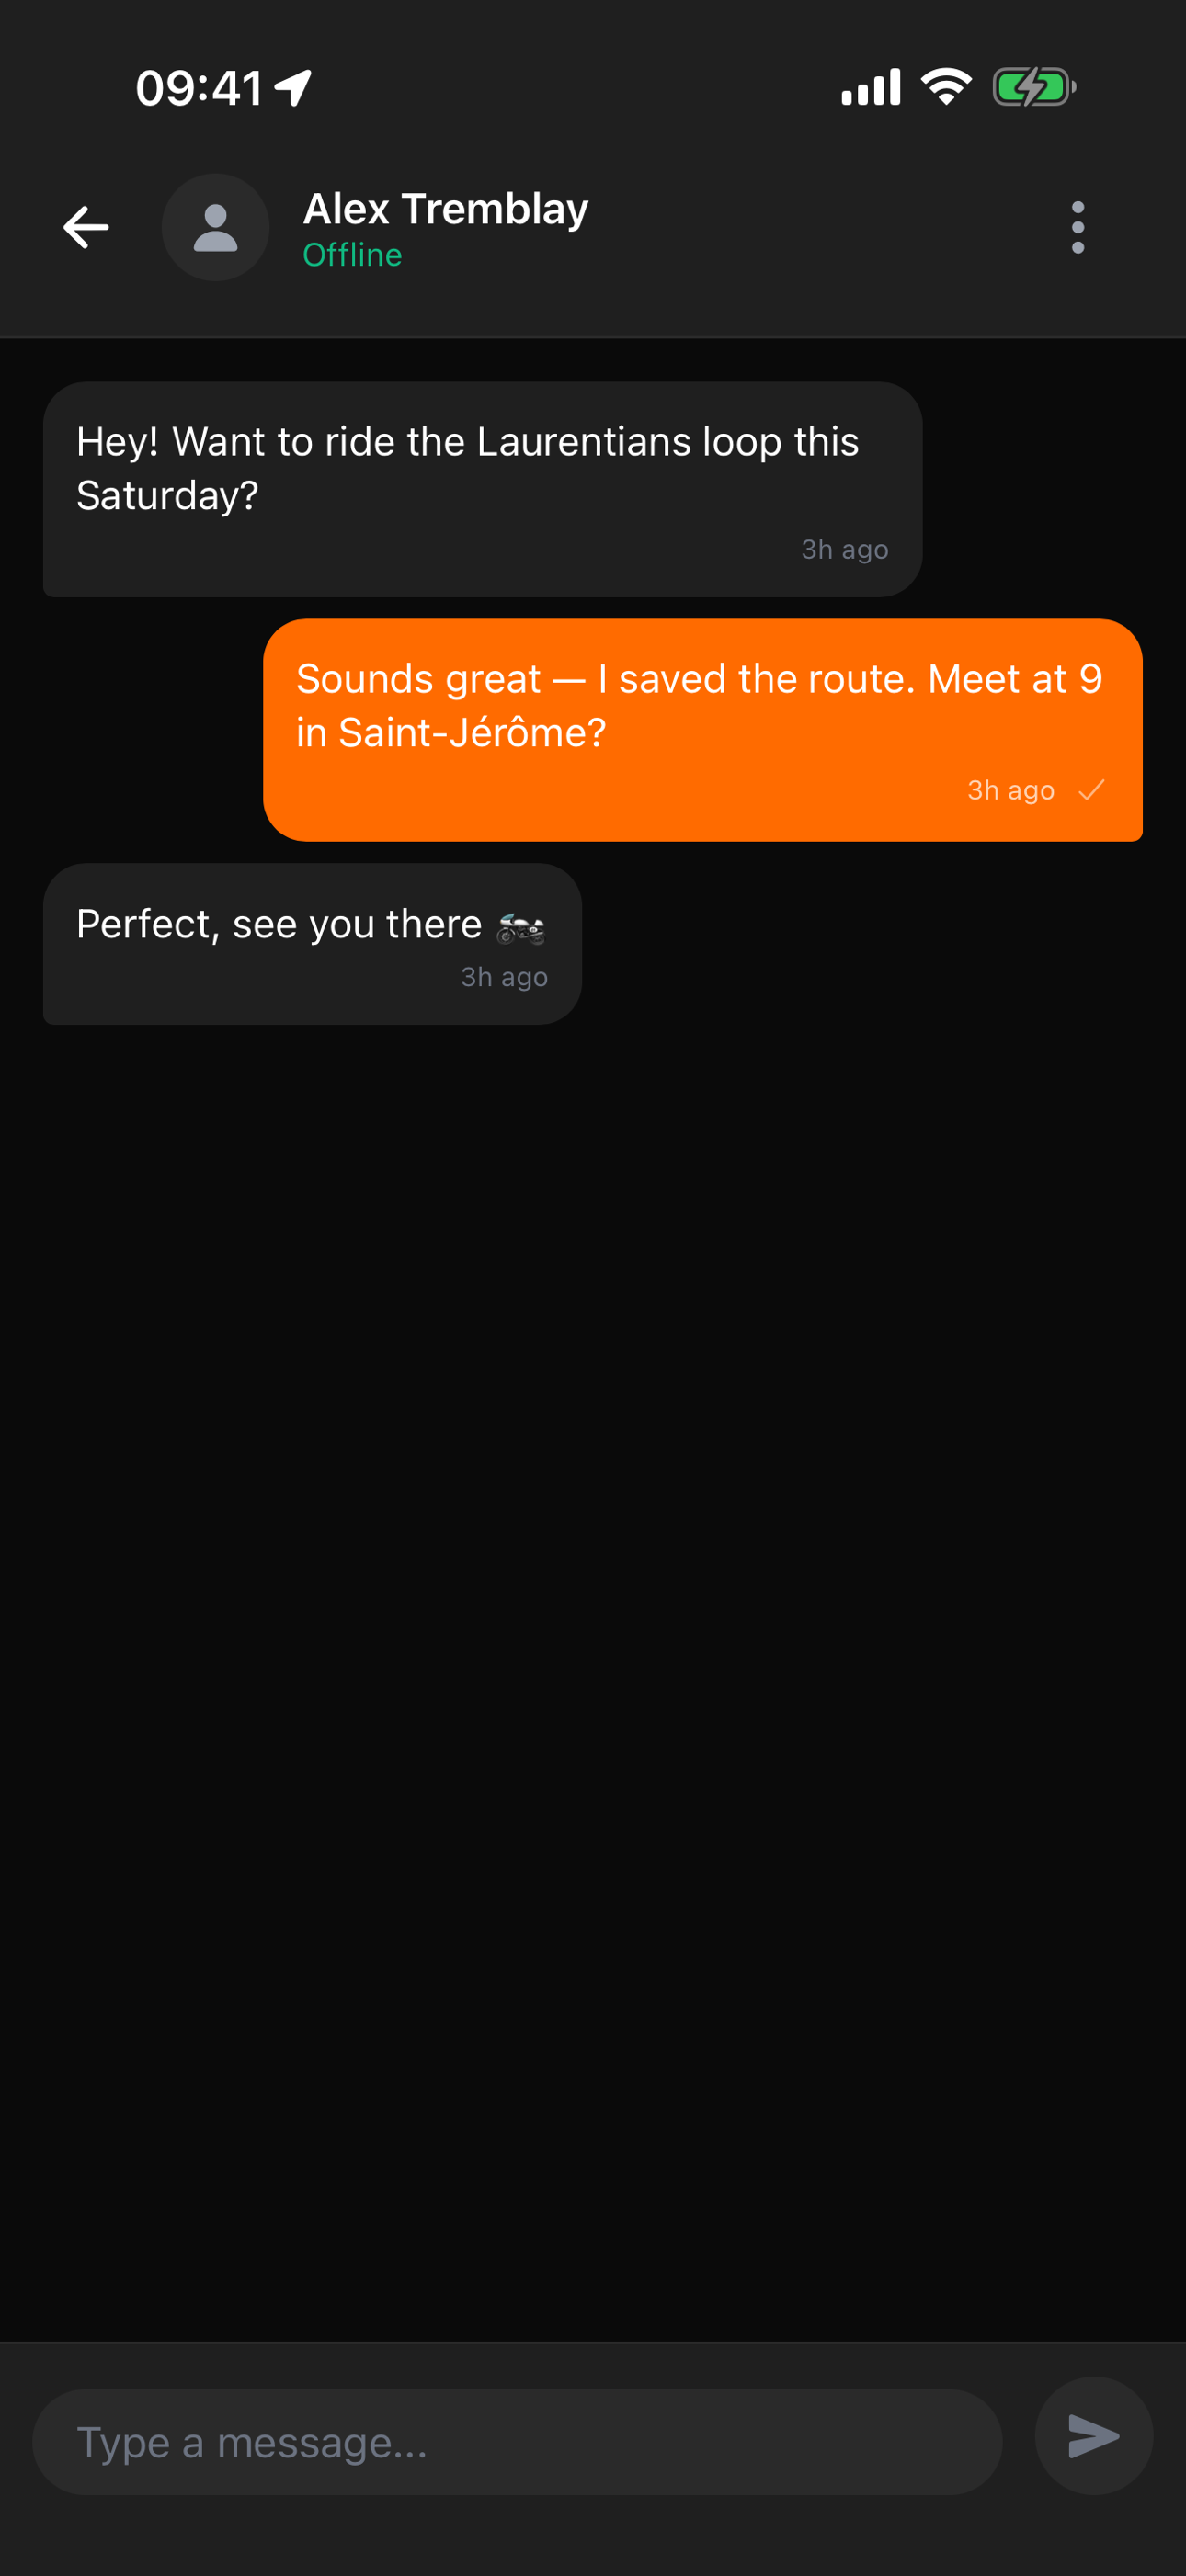 09:41
Alex Tremblay
Offline
Hey! Want to ride the Laurentians loop this
Saturday?
3h ago
Sounds great — I saved the route. Meet at 9
in Saint-Jérôme?
3h ago
Perfect, see you there 🏍️
3h ago
Type a message...